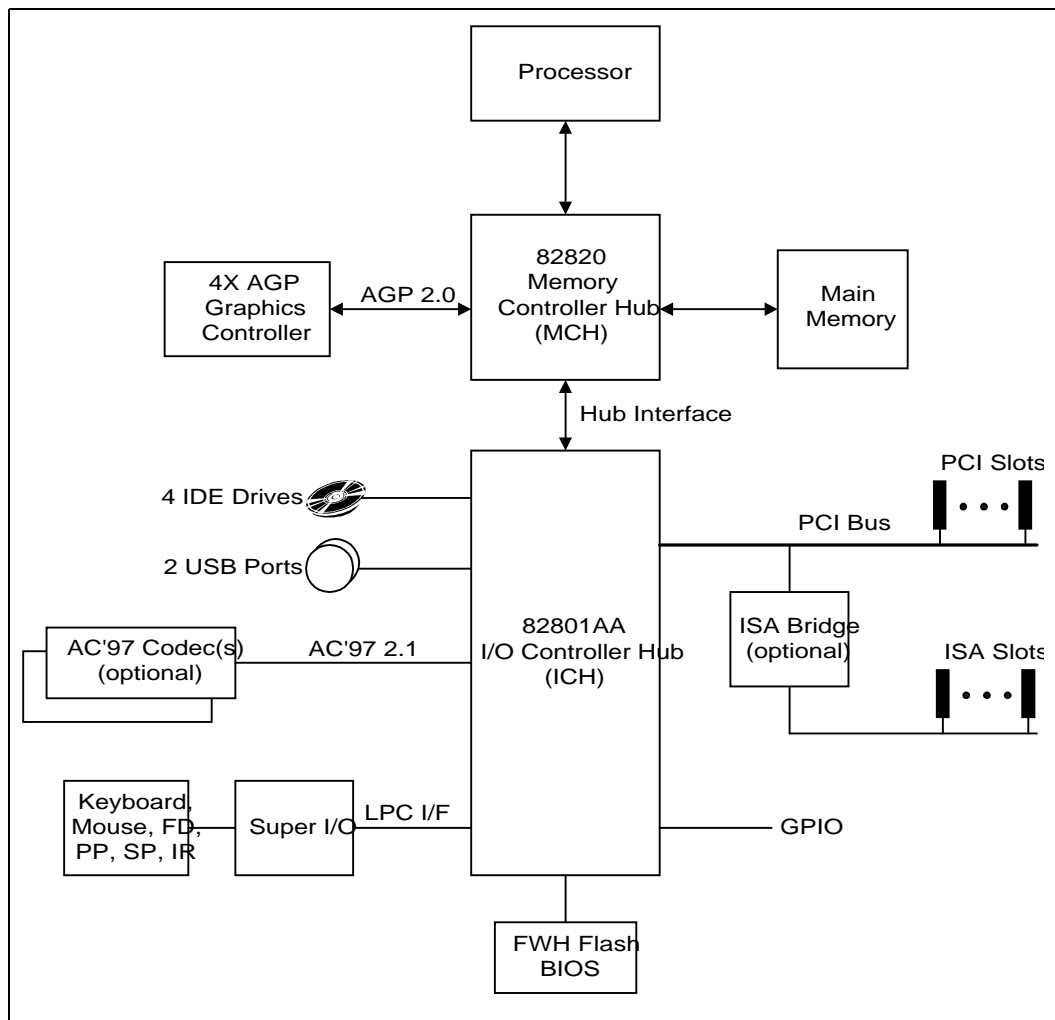 Processor
82820
Memory
Controller Hub
(MCH)
4X AGP
Graphics
Controller
AGP 2.0
Main
Memory
Hub Interface
4 IDE Drives
2 USB Ports
PCI Slots
PCI Bus
AC'97 Codec(s)
(optional)
AC'97 2.1
82801AA
I/O Controller Hub
(ICH)
ISA Bridge
(optional)
ISA Slots
Keyboard,
Mouse, FD,
PP, SP, IR
Super I/O
LPC I/F
GPIO
FWH Flash
BIOS